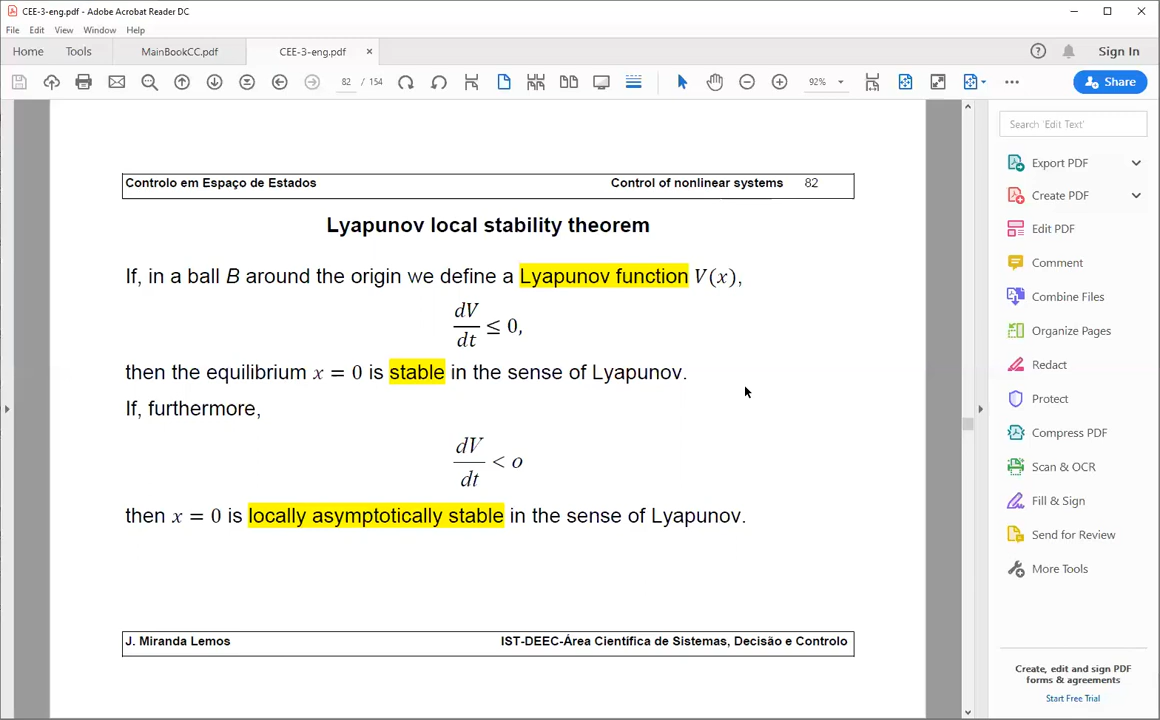 CEE-3-eng.pdf - Adobe Acrobat Reader DC
File Edit View Window Help
Home Tools MainBookCC.pdf CEE-3-eng.pdf × Sign In
82 / 154 92% Share
Search 'Edit Text'
Export PDF
Create PDF
Edit PDF
Comment
Combine Files
Organize Pages
Redact
Protect
Compress PDF
Scan & OCR
Fill & Sign
Send for Review
More Tools
Create, edit and sign PDF
forms & agreements
Start Free Trial
Controlo em Espaço de Estados Control of nonlinear systems 82
Lyapunov local stability theorem
If, in a ball B around the origin we define a Lyapunov function V(x),
dV/dt ≤ 0,
then the equilibrium x = 0 is stable in the sense of Lyapunov.
If, furthermore,
dV/dt < o
then x = 0 is locally asymptotically stable in the sense of Lyapunov.
J. Miranda Lemos IST-DEEC-Área Científica de Sistemas, Decisão e Controlo